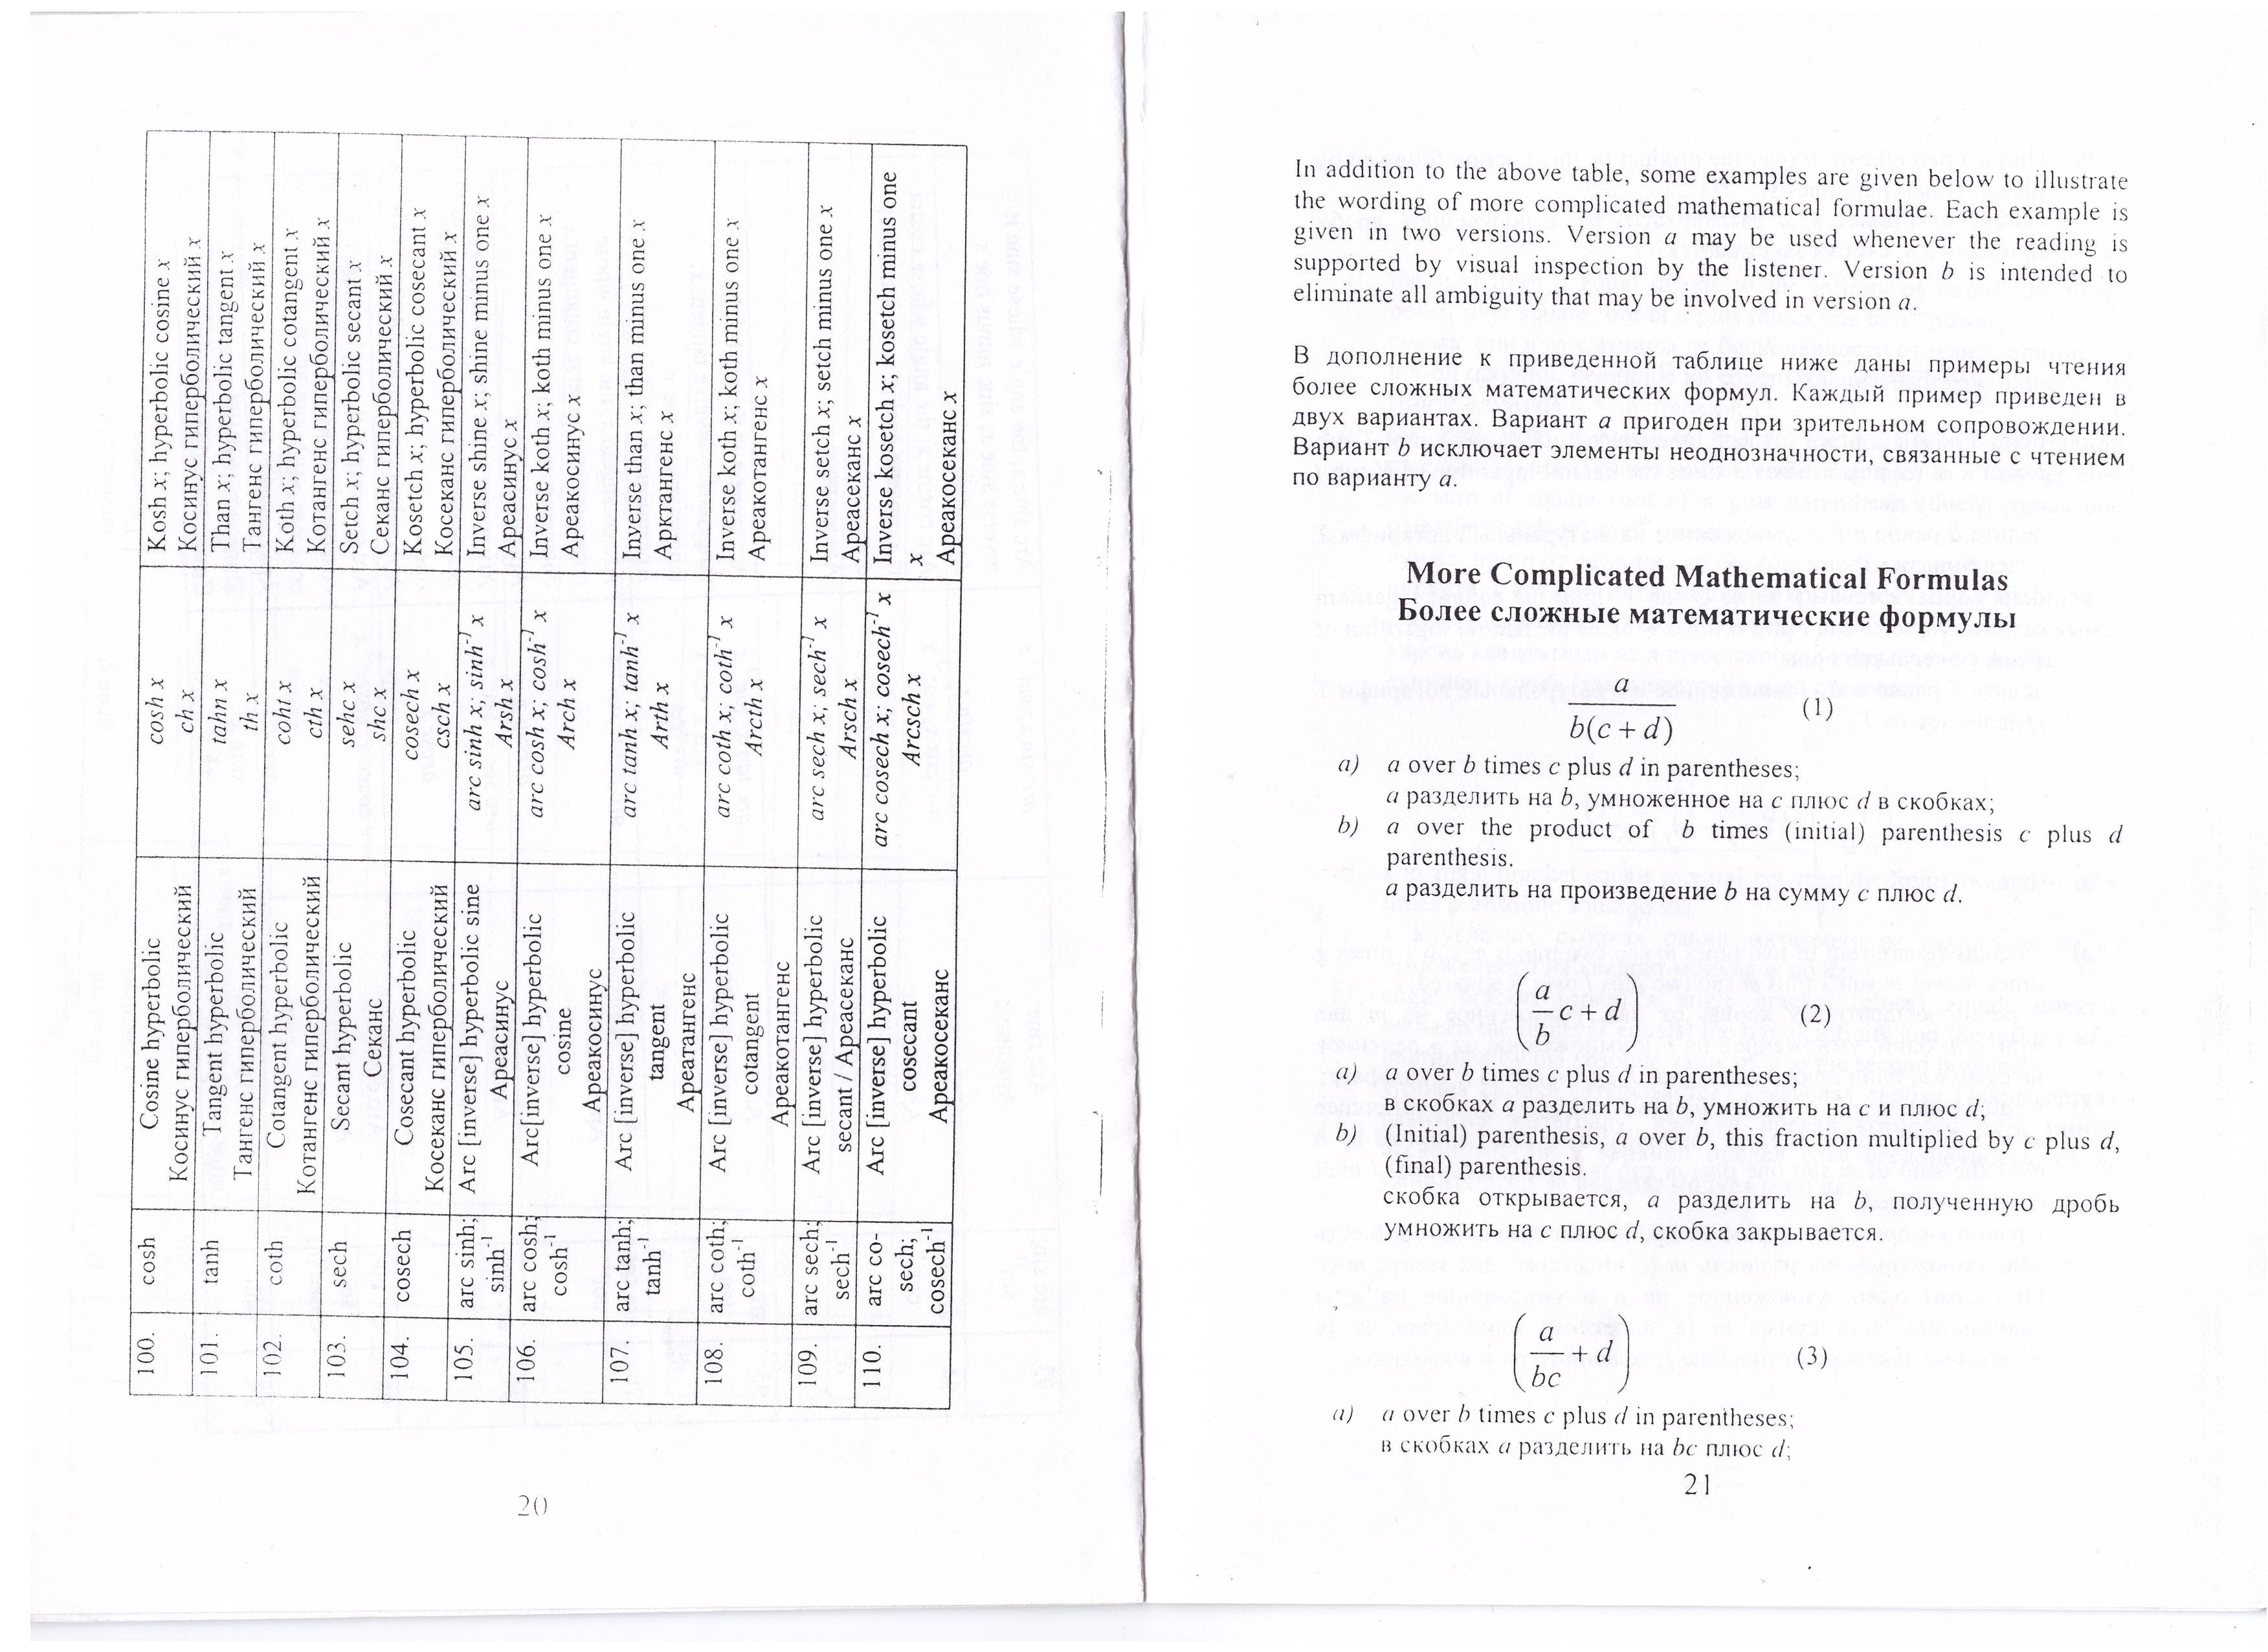 100.
cosh
Cosine hyperbolic
Косинус гиперболический
cosh x
ch x
Kosh x; hyperbolic cosine x
Косинус гиперболический x
101.
tanh
Tangent hyperbolic
Тангенс гиперболический
tahn x
th x
Than x; hyperbolic tangent x
Тангенс гиперболический x
102.
coth
Cotangent hyperbolic
Котангенс гиперболический
coht x
cth x
Koth x; hyperbolic cotangent x
Котангенс гиперболический x
103.
sech
Secant hyperbolic
Секанс
sehc x
shc x
Setch x; hyperbolic secant x
Секанс гиперболический x
104.
cosech
Cosecant hyperbolic
Косеканс гиперболический
cosech x
csch x
Kosetch x; hyperbolic cosecant x
Косеканс гиперболический x
105.
arc sinh;
sinh⁻¹
Arc [inverse] hyperbolic sine
Ареасинус
arc sinh x; sinh⁻¹ x
Arsh x
Inverse shine x; shine minus one x
Ареасинус x
106.
arc cosh;
cosh⁻¹
Arc[inverse] hyperbolic
cosine
Ареакосинус
arc cosh x; cosh⁻¹ x
Arch x
Inverse koth x; koth minus one x
Ареакосинус x
107.
arc tanh;
tanh⁻¹
Arc [inverse] hyperbolic
tangent
Ареатангенс
arc tanh x; tanh⁻¹ x
Arth x
Inverse than x; than minus one x
Арктангенс x
108.
arc coth;
coth⁻¹
Arc [inverse] hyperbolic
cotangent
Ареакотангенс
arc coth x; coth⁻¹ x
Arcth x
Inverse koth x; koth minus one x
Ареакотангенс x
109.
arc sech;
sech⁻¹
Arc [inverse] hyperbolic
secant / Ареасеканс
arc sech x; sech⁻¹ x
Arsch x
Inverse setch x; setch minus one x
Ареасеканс x
110.
arc co-
sech;
cosech⁻¹
Arc [inverse] hyperbolic
cosecant
Ареакосеканс
arc cosech x; cosech⁻¹ x
Arcsch x
Inverse kosetch x; kosetch minus one
x
Ареакосеканс x
20
In addition to the above table, some examples are given below to illustrate
the wording of more complicated mathematical formulae. Each example is
given in two versions. Version a may be used whenever the reading is
supported by visual inspection by the listener. Version b is intended to
eliminate all ambiguity that may be involved in version a.
В дополнение к приведенной таблице ниже даны примеры чтения
более сложных математических формул. Каждый пример приведен в
двух вариантах. Вариант a пригоден при зрительном сопровождении.
Вариант b исключает элементы неоднозначности, связанные с чтением
по варианту a.
More Complicated Mathematical Formulas
Более сложные математические формулы
a
b(c + d)
(1)
a) a over b times c plus d in parentheses;
a разделить на b, умноженное на c плюс d в скобках;
b) a over the product of b times (initial) parenthesis c plus d
parenthesis.
a разделить на произведение b на сумму c плюс d.
(a/b c + d) (2)
a) a over b times c plus d in parentheses;
в скобках a разделить на b, умножить на c и плюс d;
b) (Initial) parenthesis, a over b, this fraction multiplied by c plus d,
(final) parenthesis.
скобка открывается, a разделить на b, полученную дробь
умножить на c плюс d, скобка закрывается.
(a/bc + d) (3)
a) a over b times c plus d in parentheses;
в скобках a разделить на bc плюс d;
21